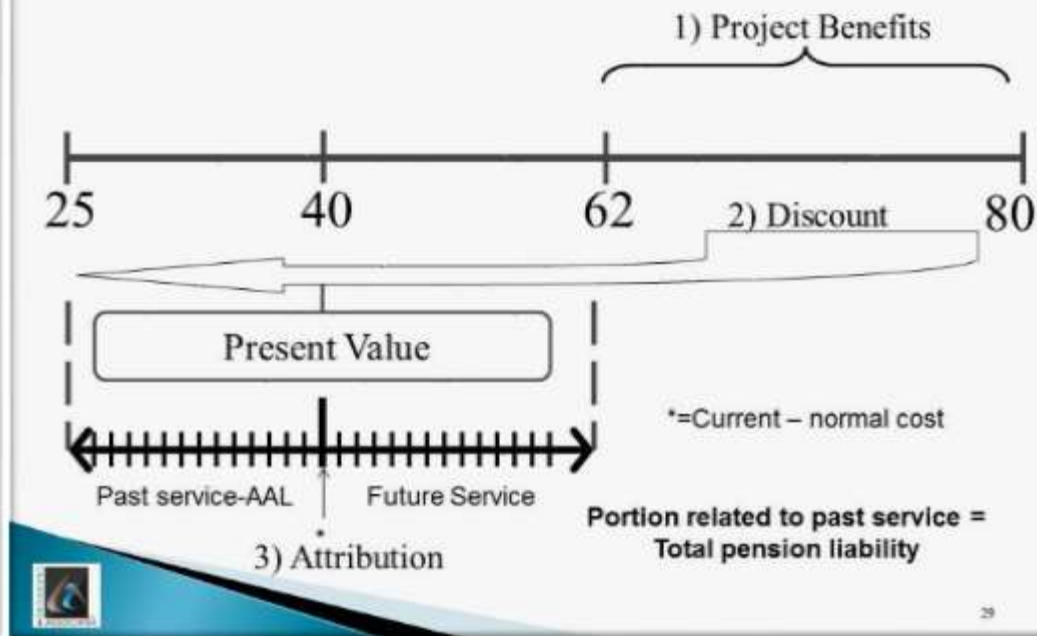 1) Project Benefits
25 40 62 80
2) Discount
Present Value
*=Current – normal cost
Past service-AAL Future Service
*
3) Attribution
Portion related to past service =
Total pension liability
29